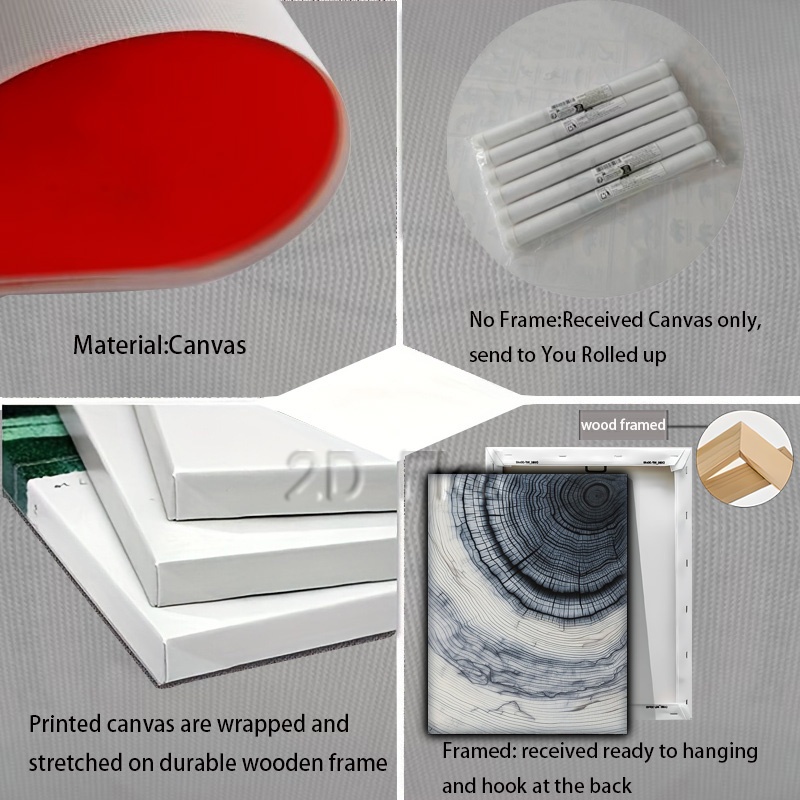 Material:Canvas
No Frame:Received Canvas only,
send to You Rolled up
2D
wood framed
Printed canvas are wrapped and
stretched on durable wooden frame
Framed: received ready to hanging
and hook at the back